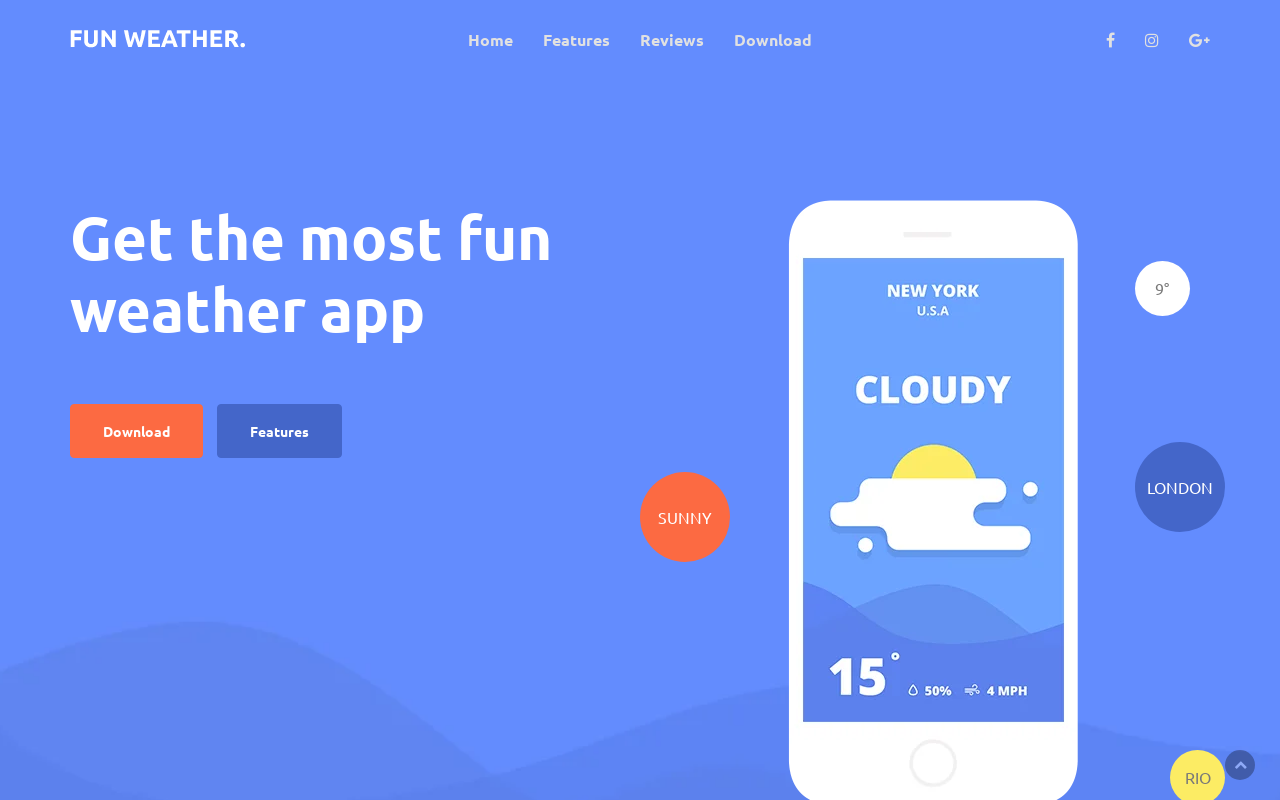 FUN WEATHER.
Home
Features
Reviews
Download
Get the most fun
weather app
Download
Features
NEW YORK
U.S.A
CLOUDY
15°
50%
4 MPH
9°
SUNNY
LONDON
RIO